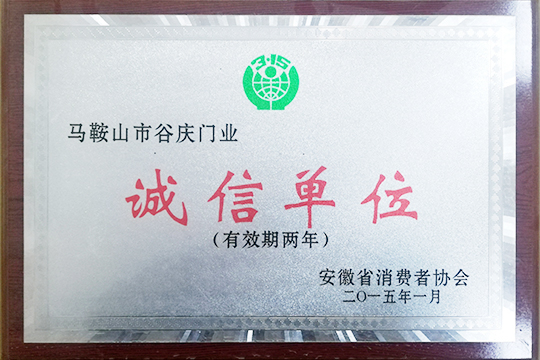 3·15
马鞍山市谷庆门业
诚信单位
（有效期两年）
安徽省消费者协会
二〇一五年一月